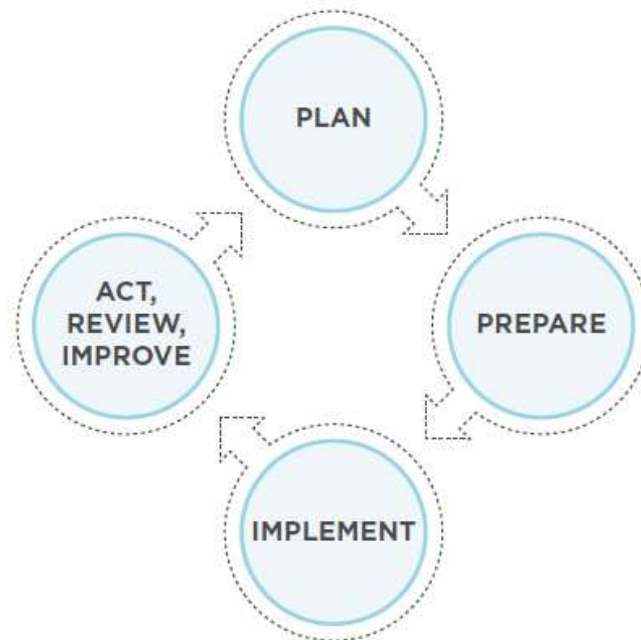 PLAN
PREPARE
IMPLEMENT
ACT,
REVIEW,
IMPROVE